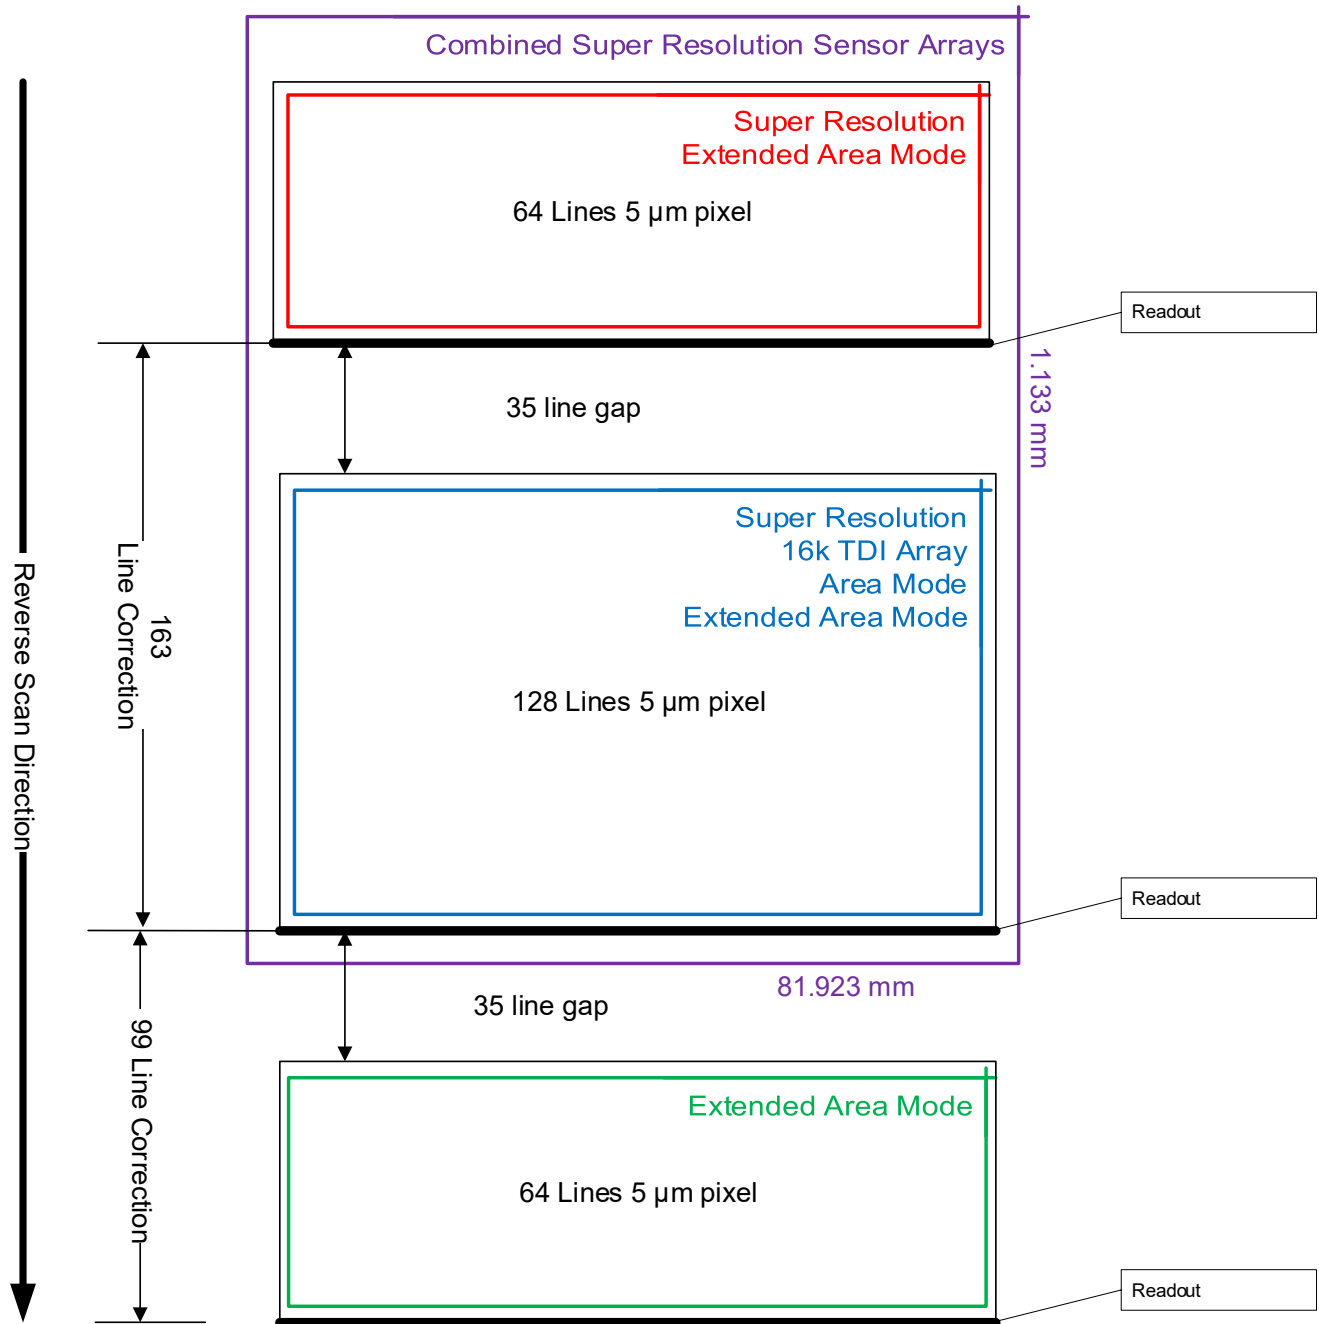 Combined Super Resolution Sensor Arrays
Super Resolution
Extended Area Mode
64 Lines 5 µm pixel
Readout
1.133 mm
35 line gap
Super Resolution
16k TDI Array
Area Mode
Extended Area Mode
163
Line Correction
Reverse Scan Direction
128 Lines 5 µm pixel
Readout
81.923 mm
35 line gap
99 Line Correction
Extended Area Mode
64 Lines 5 µm pixel
Readout